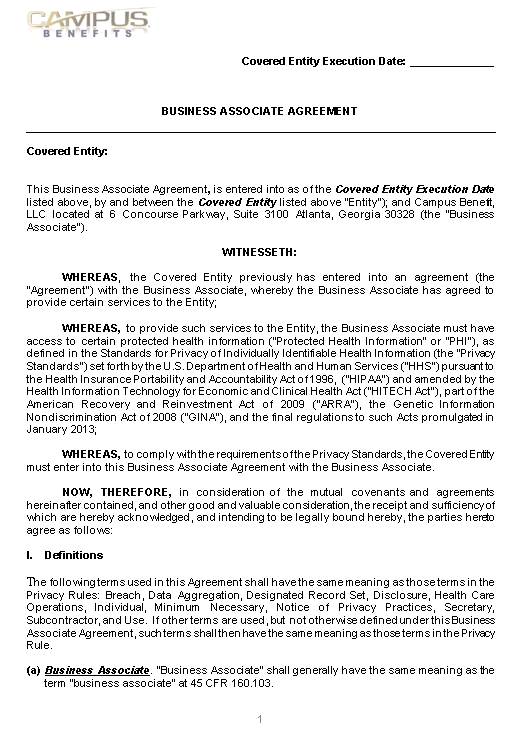 CAMPUS
BENEFITS
Covered Entity Execution Date: _______________
BUSINESS ASSOCIATE AGREEMENT
Covered Entity:
This Business Associate Agreement, is entered into as of the Covered Entity Execution Date
listed above, by and between the Covered Entity listed above "Entity"); and Campus Benefit,
LLC located at 6 Concourse Parkway, Suite 3100 Atlanta, Georgia 30328 (the "Business
Associate").
WITNESSETH:
WHEREAS, the Covered Entity previously has entered into an agreement (the
"Agreement") with the Business Associate, whereby the Business Associate has agreed to
provide certain services to the Entity;
WHEREAS, to provide such services to the Entity, the Business Associate must have
access to certain protected health information ("Protected Health Information" or "PHI"), as
defined in the Standards for Privacy of Individually Identifiable Health Information (the "Privacy
Standards") set forth by the U.S. Department of Health and Human Services ("HHS") pursuant to
the Health Insurance Portability and Accountability Act of 1996, ("HIPAA") and amended by the
Health Information Technology for Economic and Clinical Health Act ("HITECH Act"), part of the
American Recovery and Reinvestment Act of 2009 ("ARRA"), the Genetic Information
Nondiscrimination Act of 2008 ("GINA"), and the final regulations to such Acts promulgated in
January 2013;
WHEREAS, to comply with the requirements of the Privacy Standards, the Covered Entity
must enter into this Business Associate Agreement with the Business Associate.
NOW, THEREFORE, in consideration of the mutual covenants and agreements
hereinafter contained, and other good and valuable consideration, the receipt and sufficiency of
which are hereby acknowledged, and intending to be legally bound hereby, the parties hereto
agree as follows:
I. Definitions
The following terms used in this Agreement shall have the same meaning as those terms in the
Privacy Rules: Breach, Data Aggregation, Designated Record Set, Disclosure, Health Care
Operations, Individual, Minimum Necessary, Notice of Privacy Practices, Secretary,
Subcontractor, and Use. If other terms are used, but not otherwise defined under this Business
Associate Agreement, such terms shall then have the same meaning as those terms in the Privacy
Rule.
(a) Business Associate. "Business Associate" shall generally have the same meaning as the
term "business associate" at 45 CFR 160.103.
1